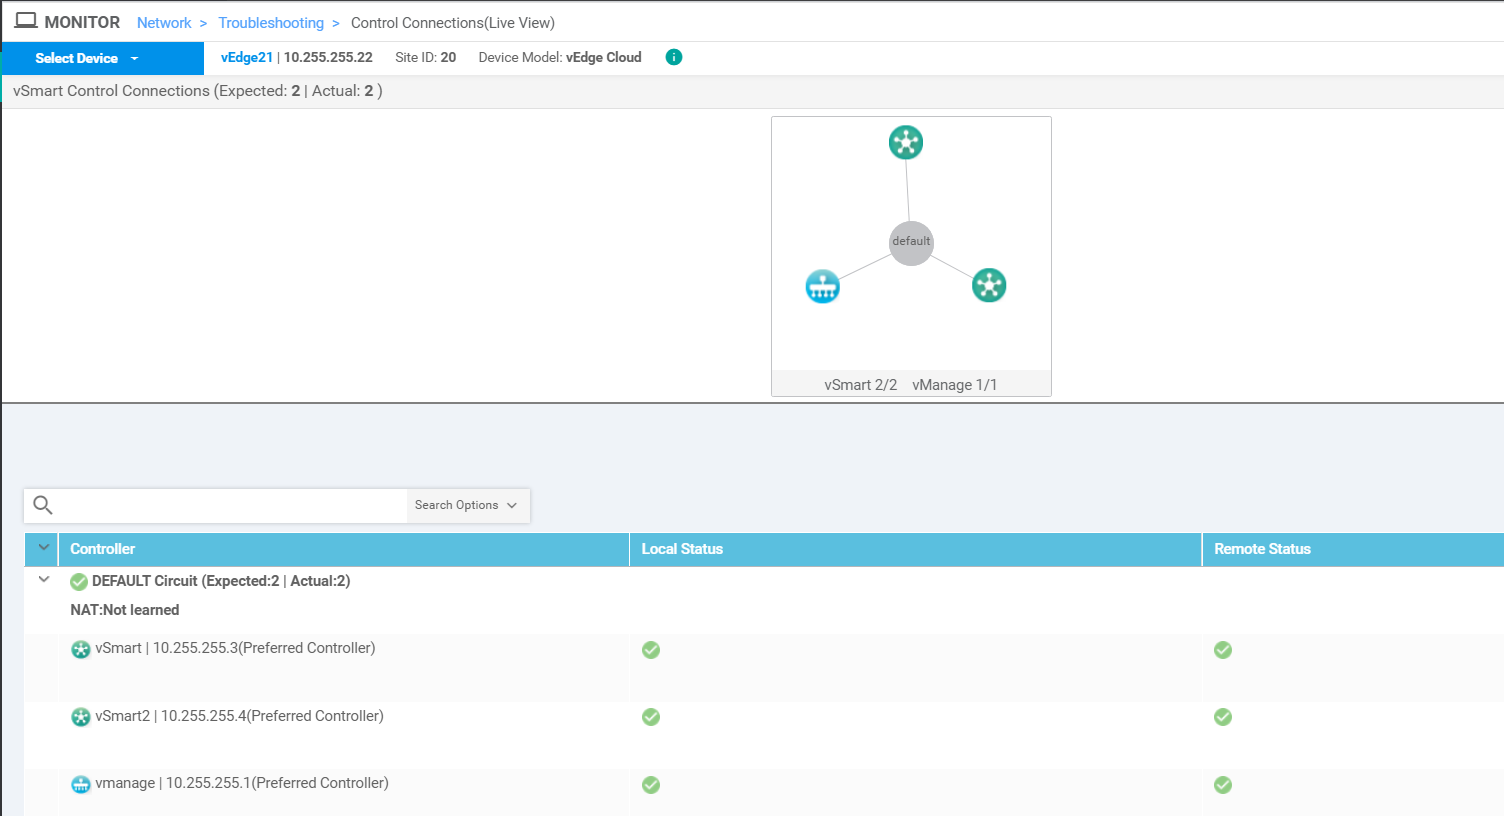 MONITOR Network > Troubleshooting > Control Connections(Live View)
Select Device vEdge21 | 10.255.255.22 Site ID: 20 Device Model: vEdge Cloud i
vSmart Control Connections (Expected: 2 | Actual: 2 )
default
vSmart 2/2 vManage 1/1
Search Options
Controller Local Status Remote Status
DEFAULT Circuit (Expected:2 | Actual:2)
NAT:Not learned
vSmart | 10.255.255.3(Preferred Controller)
vSmart2 | 10.255.255.4(Preferred Controller)
vmanage | 10.255.255.1(Preferred Controller)